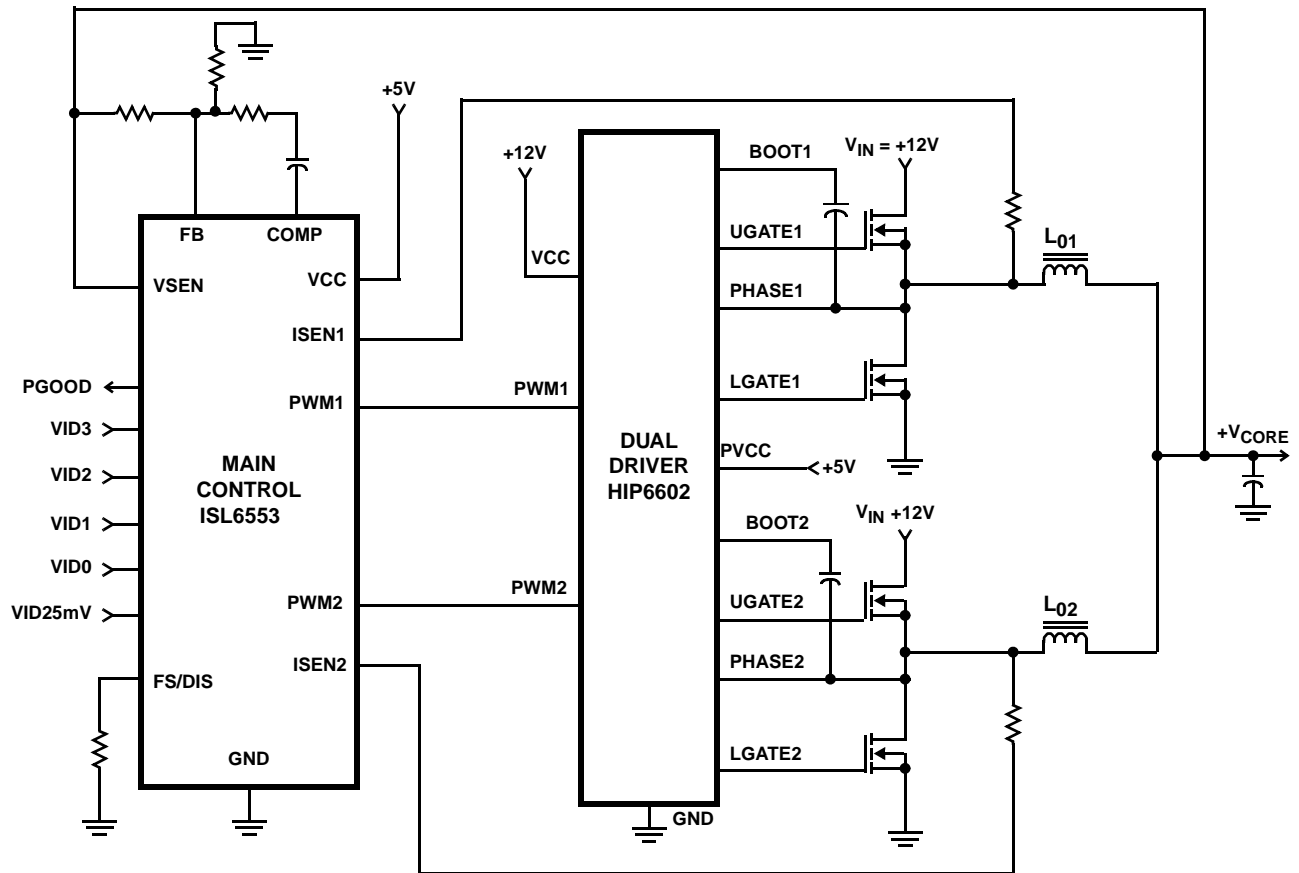 +5V
+12V
BOOT1
V_IN = +12V
FB
COMP
UGATE1
L_01
VCC
VSEN
VCC
PHASE1
ISEN1
PGOOD
LGATE1
PWM1
PWM1
VID3
+V_CORE
DUAL
DRIVER
HIP6602
PVCC
+5V
MAIN
CONTROL
ISL6553
VID2
VID1
BOOT2
V_IN +12V
VID0
PWM2
PWM2
UGATE2
L_02
VID25mV
ISEN2
PHASE2
FS/DIS
GND
LGATE2
GND